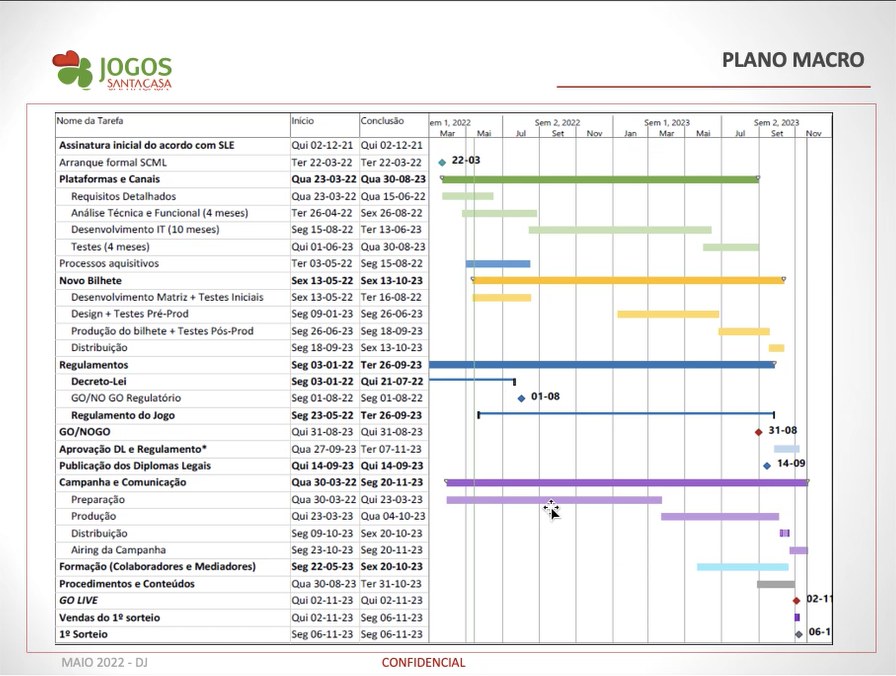 JOGOS
SANTACASA
PLANO MACRO
Nome da Tarefa Início Conclusão em 1, 2022 Sem 2, 2022 Sem 1, 2023 Sem 2, 2023
Mar Mai Jul Set Nov Jan Mar Mai Jul Set Nov
Assinatura inicial do acordo com SLE Qui 02-12-21 Qui 02-12-21
Arranque formal SCML Ter 22-03-22 Ter 22-03-22 22-03
Plataformas e Canais Qua 23-03-22 Qua 30-08-23
Requisitos Detalhados Qua 23-03-22 Qua 15-06-22
Análise Técnica e Funcional (4 meses) Ter 26-04-22 Sex 26-08-22
Desenvolvimento IT (10 meses) Seg 15-08-22 Ter 13-06-23
Testes (4 meses) Qui 01-06-23 Qua 30-08-23
Processos aquisitivos Ter 03-05-22 Seg 15-08-22
Novo Bilhete Sex 13-05-22 Sex 13-10-23
Desenvolvimento Matriz + Testes Iniciais Sex 13-05-22 Ter 16-08-22
Design + Testes Pré-Prod Seg 09-01-23 Seg 26-06-23
Produção do bilhete + Testes Pós-Prod Seg 26-06-23 Seg 18-09-23
Distribuição Seg 18-09-23 Sex 13-10-23
Regulamentos Seg 03-01-22 Ter 26-09-23
Decreto-Lei Seg 03-01-22 Qui 21-07-22
GO/NO GO Regulatório Seg 01-08-22 Seg 01-08-22 01-08
Regulamento do Jogo Seg 23-05-22 Ter 26-09-23
GO/NOGO Qui 31-08-23 Qui 31-08-23 31-08
Aprovação DL e Regulamento* Qua 27-09-23 Ter 07-11-23
Publicação dos Diplomas Legais Qui 14-09-23 Qui 14-09-23 14-09
Campanha e Comunicação Qua 30-03-22 Seg 20-11-23
Preparação Qua 30-03-22 Qui 23-03-23
Produção Qui 23-03-23 Qua 04-10-23
Distribuição Seg 09-10-23 Sex 20-10-23
Airing da Campanha Seg 23-10-23 Seg 20-11-23
Formação (Colaboradores e Mediadores) Seg 22-05-23 Sex 20-10-23
Procedimentos e Conteúdos Qua 30-08-23 Ter 31-10-23
GO LIVE Qui 02-11-23 Qui 02-11-23 02-11
Vendas do 1º sorteio Qui 02-11-23 Seg 06-11-23
1º Sorteio Seg 06-11-23 Seg 06-11-23 06-1
MAIO 2022 - DJ CONFIDENCIAL